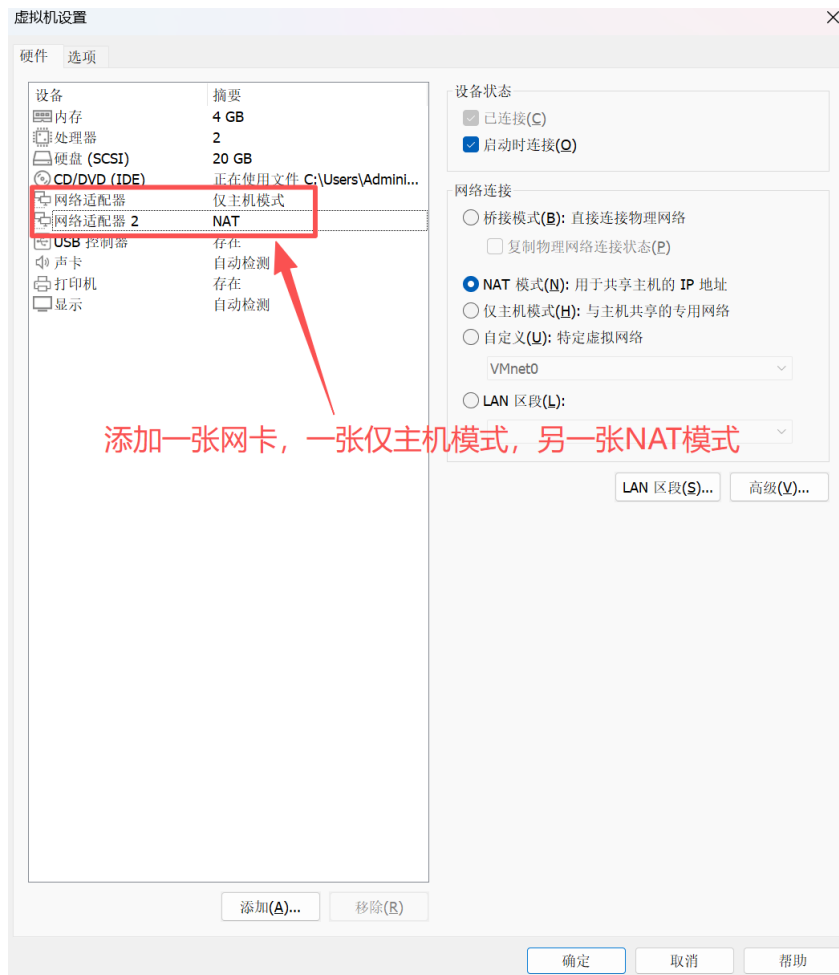 虚拟机设置
硬件 选项
设备 摘要
内存 4 GB
处理器 2
硬盘 (SCSI) 20 GB
CD/DVD (IDE) 正在使用文件 C:\Users\Admini...
网络适配器 仅主机模式
网络适配器 2 NAT
USB 控制器 存在
声卡 自动检测
打印机 存在
显示 自动检测
设备状态
已连接(C)
启动时连接(O)
网络连接
桥接模式(B): 直接连接物理网络
复制物理网络连接状态(P)
NAT 模式(N): 用于共享主机的 IP 地址
仅主机模式(H): 与主机共享的专用网络
自定义(U): 特定虚拟网络
VMnet0
LAN 区段(L):
添加一张网卡，一张仅主机模式，另一张NAT模式
LAN 区段(S)... 高级(V)...
添加(A)... 移除(R)
确定 取消 帮助